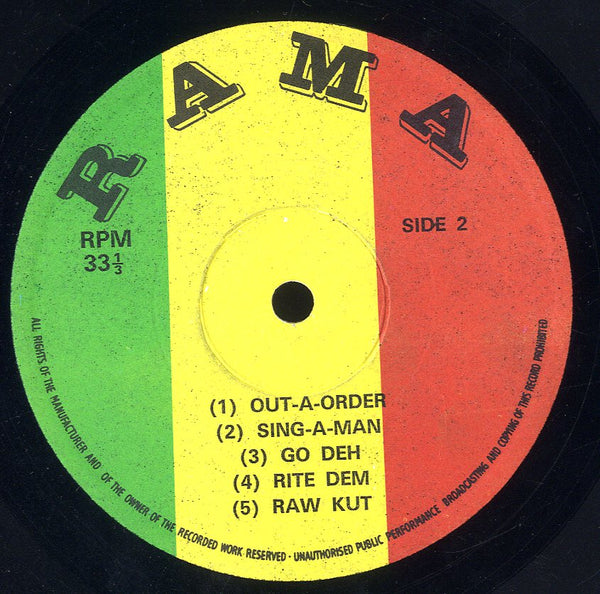 RAMA
RPM
33⅓
SIDE 2
(1) OUT-A-ORDER
(2) SING-A-MAN
(3) GO DEH
(4) RITE DEM
(5) RAW KUT
ALL RIGHTS OF THE MANUFACTURER AND OF THE OWNER OF THE RECORDED WORK RESERVED · UNAUTHORISED PUBLIC PERFORMANCE BROADCASTING AND COPYING OF THIS RECORD PROHIBITED.